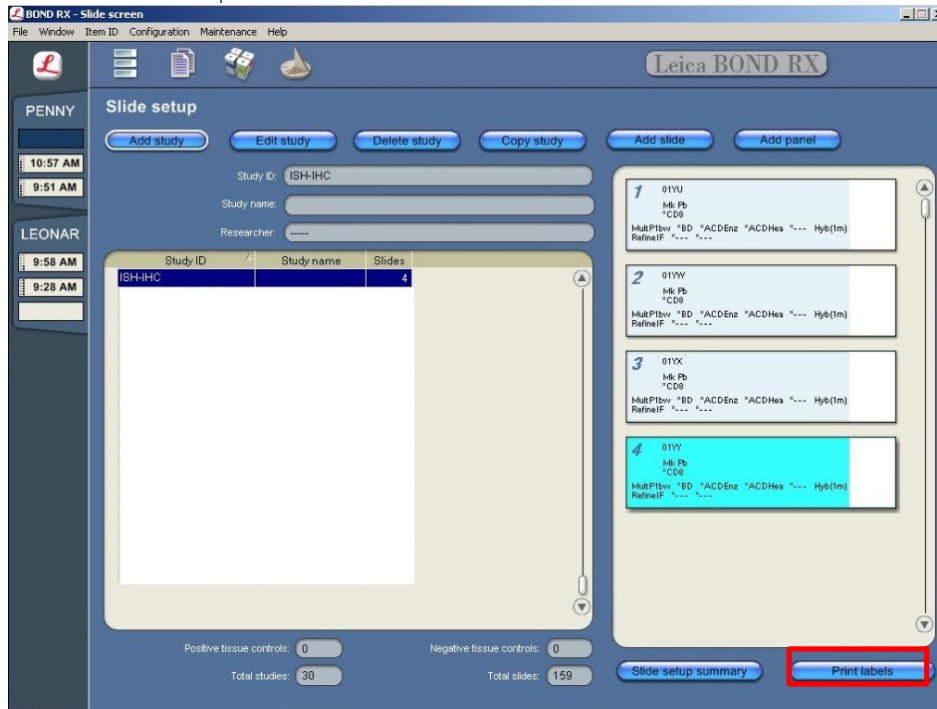 BOND RX - Slide screen
File Window Item ID Configuration Maintenance Help
Leica BOND RX
PENNY
10:57 AM
9:51 AM
LEONAR
9:58 AM
9:28 AM
Slide setup
Add study Edit study Delete study Copy study Add slide Add panel
Study ID: ISH-IHC
Study name:
Researcher: -----
Study ID Study name Slides
ISH-IHC 4
1 01YU
Mk Pb
*CD8
MultP1bw *BD *ACDEnz *ACDHea *--- Hyb(1m)
RefineIF *--- *---
2 01YW
Mk Pb
*CD8
MultP1bw *BD *ACDEnz *ACDHea *--- Hyb(1m)
RefineIF *--- *---
3 01YX
Mk Pb
*CD8
MultP1bw *BD *ACDEnz *ACDHea *--- Hyb(1m)
RefineIF *--- *---
4 01YY
Mk Pb
*CD8
MultP1bw *BD *ACDEnz *ACDHea *--- Hyb(1m)
RefineIF *--- *---
Positive tissue controls: 0 Negative tissue controls: 0
Total studies: 30 Total slides: 159
Slide setup summary Print labels